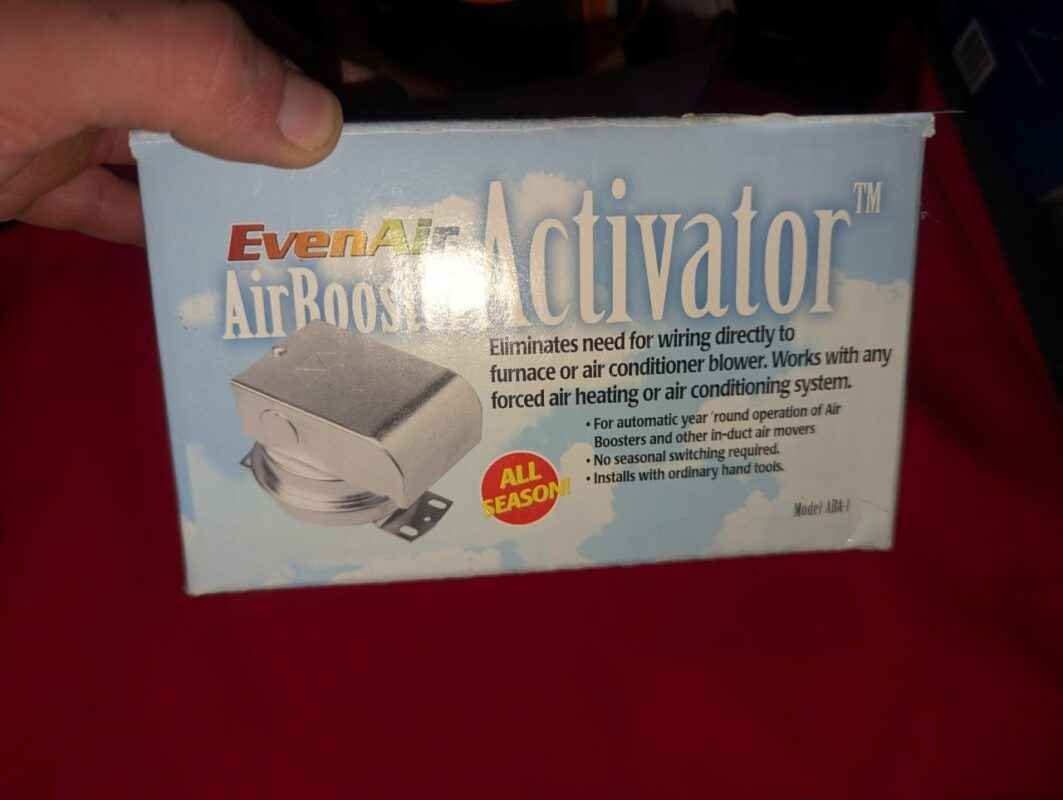 EvenAir
AirBooster Activator™
Eliminates need for wiring directly to
furnace or air conditioner blower. Works with any
forced air heating or air conditioning system.
• For automatic year 'round operation of Air
Boosters and other in-duct air movers
• No seasonal switching required.
• Installs with ordinary hand tools.
ALL
SEASON!
Model ABA-1